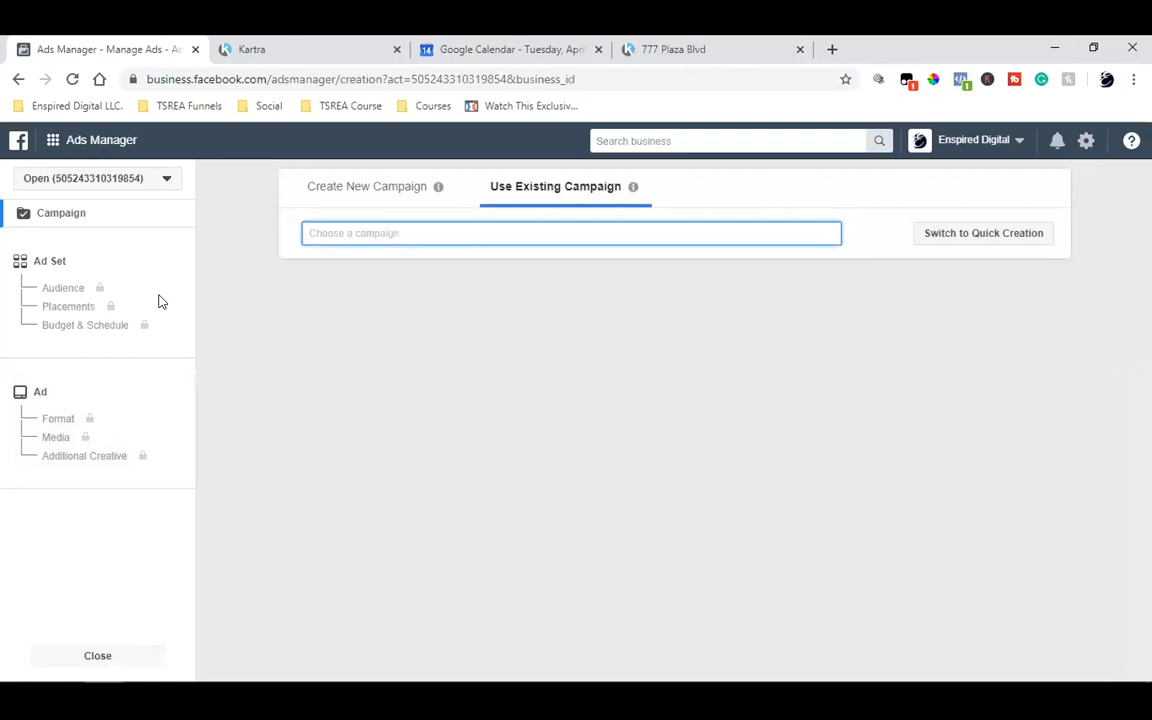 Ads Manager - Manage Ads - Ac
Kartra
Google Calendar - Tuesday, April
777 Plaza Blvd
business.facebook.com/adsmanager/creation?act=505243310319854&business_id
Enspired Digital LLC.
TSREA Funnels
Social
TSREA Course
Courses
Watch This Exclusiv...
Ads Manager
Search business
Enspired Digital
Open (505243310319854)
Create New Campaign
Use Existing Campaign
Campaign
Choose a campaign
Switch to Quick Creation
Ad Set
Audience
Placements
Budget & Schedule
Ad
Format
Media
Additional Creative
Close